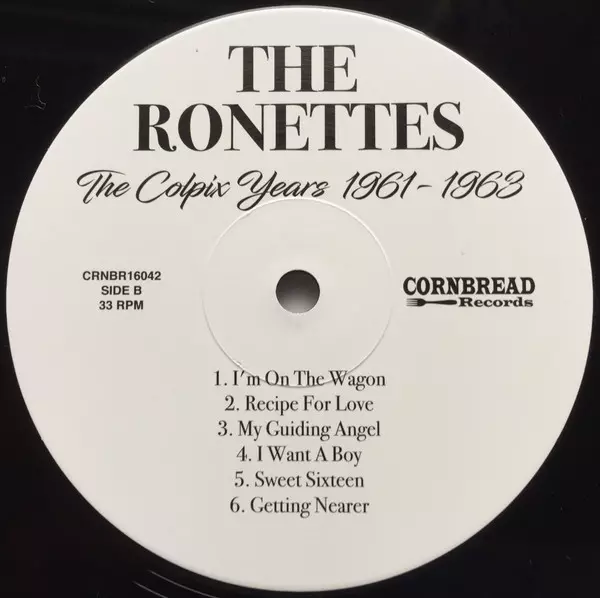 THE
RONETTES
The Colpix Years 1961-1963
CRNBR16042
SIDE B
33 RPM
CORNBREAD
Records
1. I'm On The Wagon
2. Recipe For Love
3. My Guiding Angel
4. I Want A Boy
5. Sweet Sixteen
6. Getting Nearer